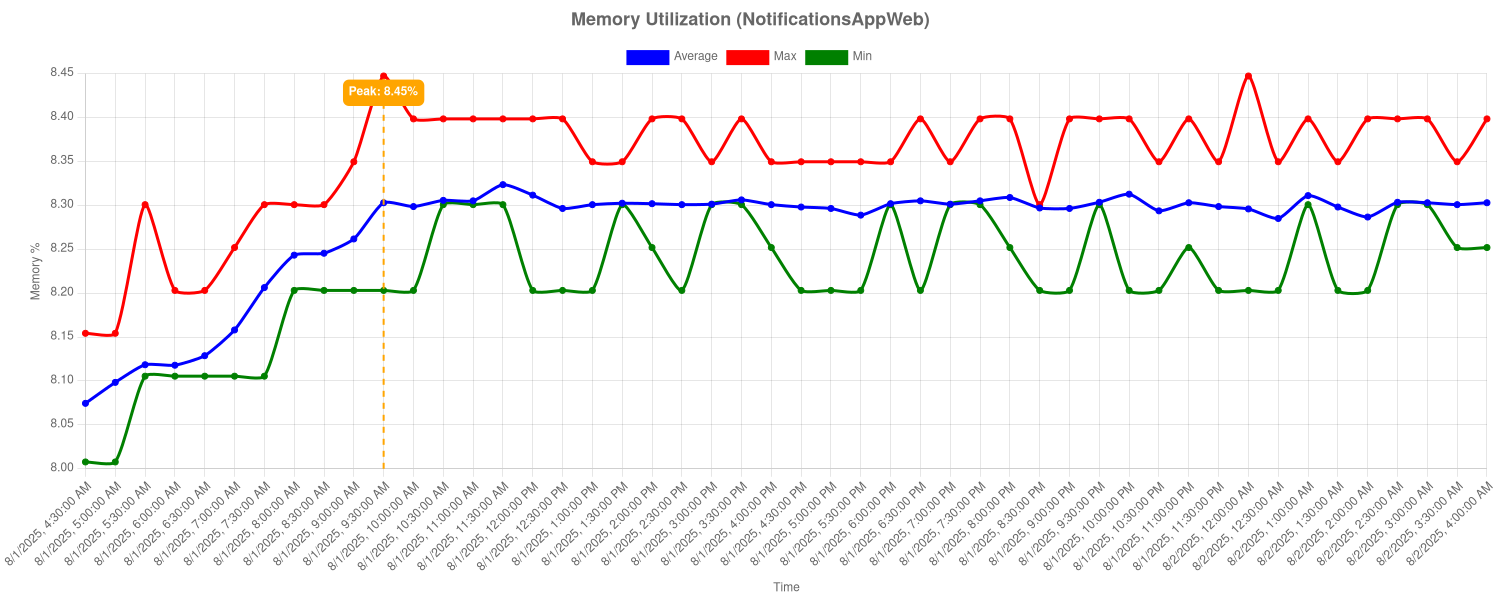 Memory Utilization (NotificationsAppWeb)
Average Max Min
8.45
Peak: 8.45%
8.40
8.35
8.30
8.25
Memory %
8.20
8.15
8.10
8.05
8.00
8/1/2025, 4:30:00 AM
8/1/2025, 5:00:00 AM
8/1/2025, 5:30:00 AM
8/1/2025, 6:00:00 AM
8/1/2025, 6:30:00 AM
8/1/2025, 7:00:00 AM
8/1/2025, 7:30:00 AM
8/1/2025, 8:00:00 AM
8/1/2025, 8:30:00 AM
8/1/2025, 9:00:00 AM
8/1/2025, 9:30:00 AM
8/1/2025, 10:00:00 AM
8/1/2025, 10:30:00 AM
8/1/2025, 11:00:00 AM
8/1/2025, 11:30:00 AM
8/1/2025, 12:00:00 PM
8/1/2025, 12:30:00 PM
8/1/2025, 1:00:00 PM
8/1/2025, 1:30:00 PM
8/1/2025, 2:00:00 PM
8/1/2025, 2:30:00 PM
8/1/2025, 3:00:00 PM
8/1/2025, 3:30:00 PM
8/1/2025, 4:00:00 PM
8/1/2025, 4:30:00 PM
8/1/2025, 5:00:00 PM
8/1/2025, 5:30:00 PM
8/1/2025, 6:00:00 PM
8/1/2025, 6:30:00 PM
8/1/2025, 7:00:00 PM
8/1/2025, 7:30:00 PM
8/1/2025, 8:00:00 PM
8/1/2025, 8:30:00 PM
8/1/2025, 9:00:00 PM
8/1/2025, 9:30:00 PM
8/1/2025, 10:00:00 PM
8/1/2025, 10:30:00 PM
8/1/2025, 11:00:00 PM
8/1/2025, 11:30:00 PM
8/2/2025, 12:00:00 AM
8/2/2025, 12:30:00 AM
8/2/2025, 1:00:00 AM
8/2/2025, 1:30:00 AM
8/2/2025, 2:00:00 AM
8/2/2025, 2:30:00 AM
8/2/2025, 3:00:00 AM
8/2/2025, 3:30:00 AM
8/2/2025, 4:00:00 AM
Time